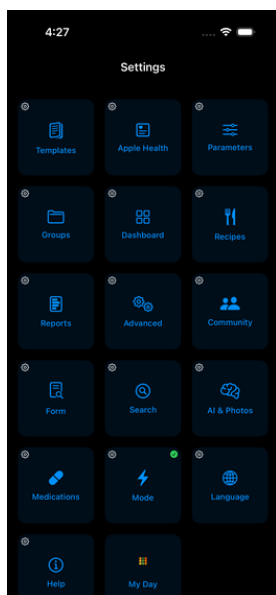 4:27
Settings
Templates
Apple Health
Parameters
Groups
Dashboard
Recipes
Reports
Advanced
Community
Form
Search
AI & Photos
Medications
Mode
Language
Help
My Day